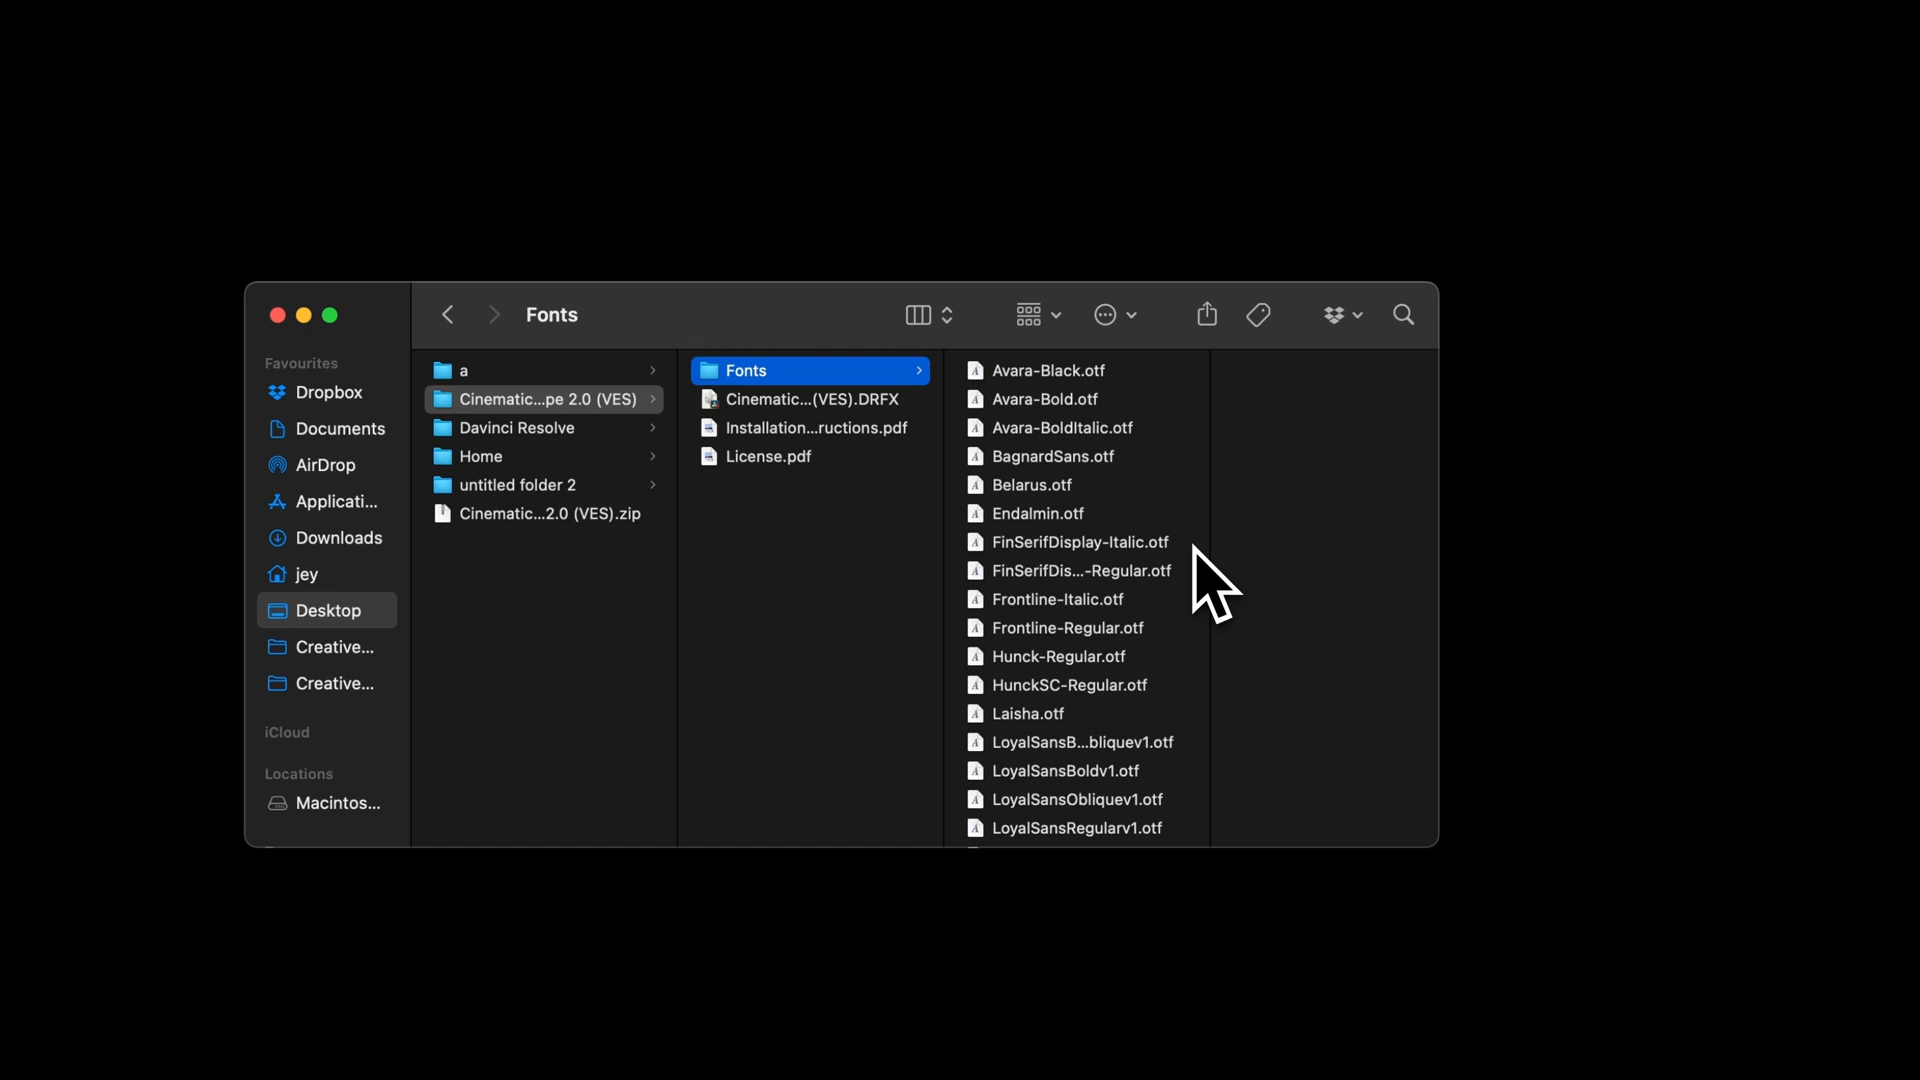 Fonts
Favourites
Dropbox
Documents
AirDrop
Applicati...
Downloads
jey
Desktop
Creative...
Creative...
iCloud
Locations
Macintos...
a
Cinematic...pe 2.0 (VES)
Davinci Resolve
Home
untitled folder 2
Cinematic...2.0 (VES).zip
Fonts
Cinematic...(VES).DRFX
Installation...ructions.pdf
License.pdf
Avara-Black.otf
Avara-Bold.otf
Avara-BoldItalic.otf
BagnardSans.otf
Belarus.otf
Endalmin.otf
FinSerifDisplay-Italic.otf
FinSerifDis...-Regular.otf
Frontline-Italic.otf
Frontline-Regular.otf
Hunck-Regular.otf
HunckSC-Regular.otf
Laisha.otf
LoyalSansB...bliquev1.otf
LoyalSansBoldv1.otf
LoyalSansObliquev1.otf
LoyalSansRegularv1.otf